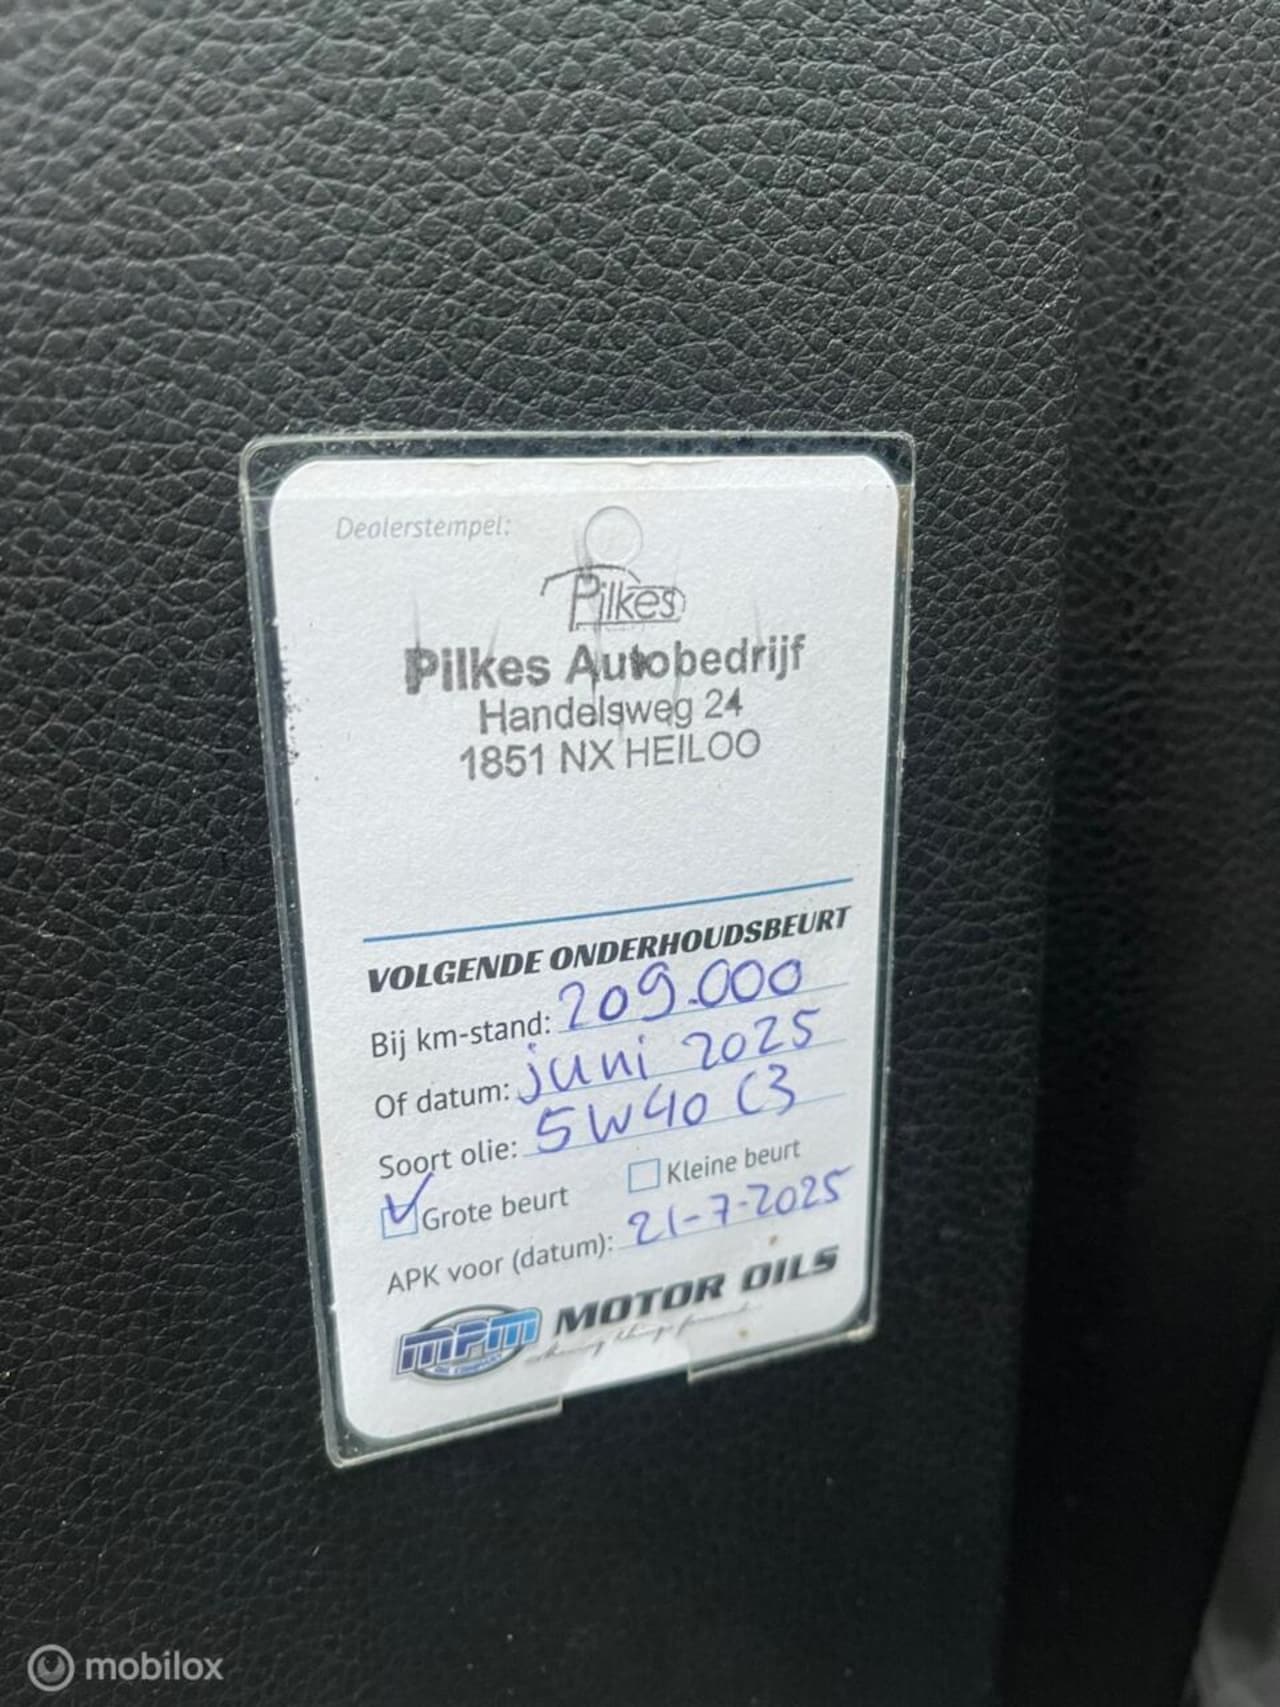 Dealerstempel:
Pilkes
Pilkes Autobedrijf
Handelsweg 24
1851 NX HEILOO
VOLGENDE ONDERHOUDSBEURT
Bij km-stand: 209.000
Of datum: juni 2025
Soort olie: 5W40 C3
Grote beurt Kleine beurt
APK voor (datum): 21-7-2025
MPM MOTOR OILS
OIL COMPANY
mobilox